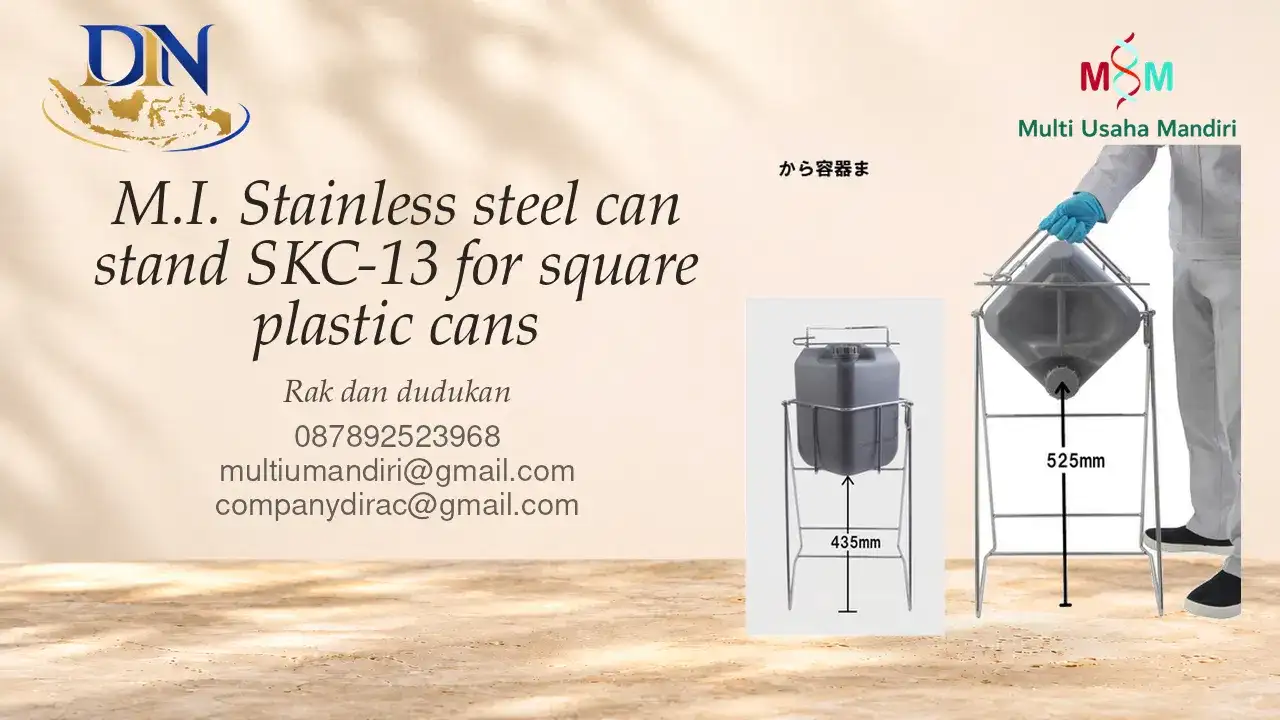 DIN
M M
Multi Usaha Mandiri
から容器ま
M.I. Stainless steel can
stand SKC-13 for square
plastic cans
Rak dan dudukan
087892523968
multiumandiri@gmail.com
companydirac@gmail.com
435mm
525mm